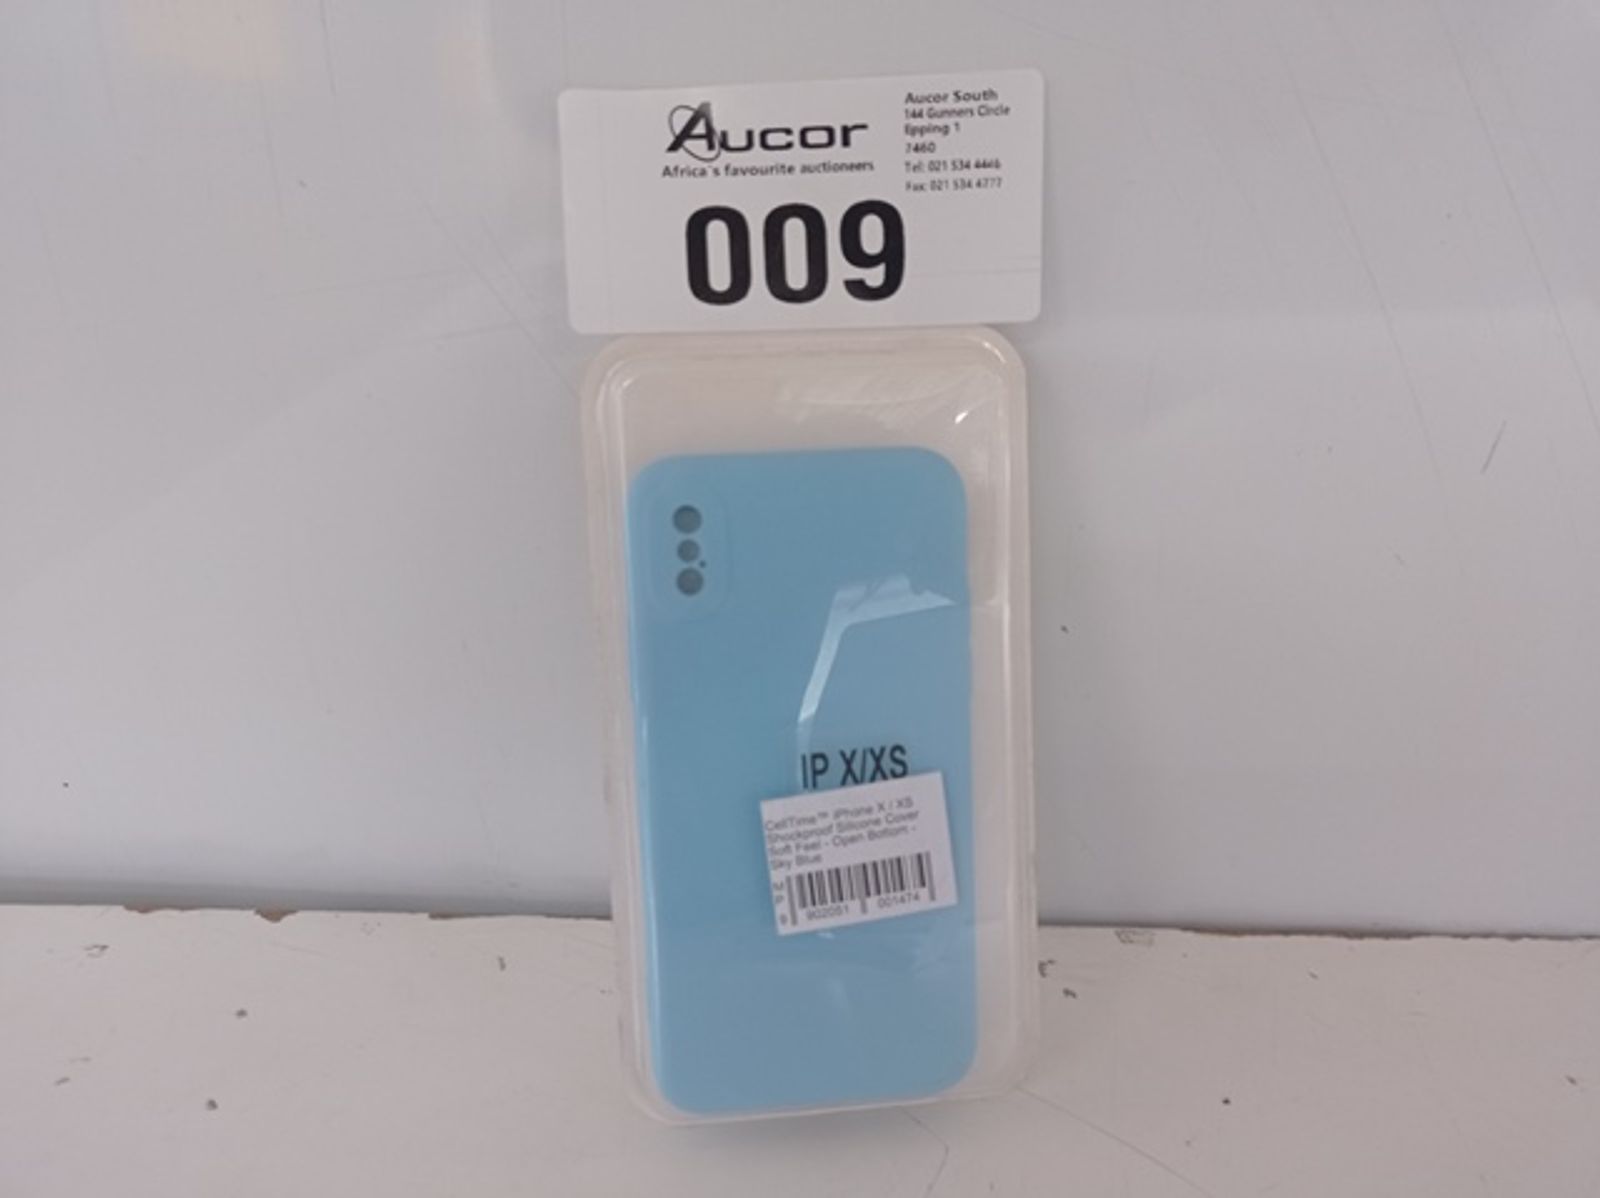 Aucor
Africa's favourite auctioneers
Aucor South
144 Gunners Circle
Epping 1
7460
Tel: 021 534 4446
Fax: 021 534 4777
009
IP X/XS
CellTime™ iPhone X / XS
Shockproof Silicone Cover
Soft Feel - Open Bottom -
Sky Blue
M
P
9 902051 001474